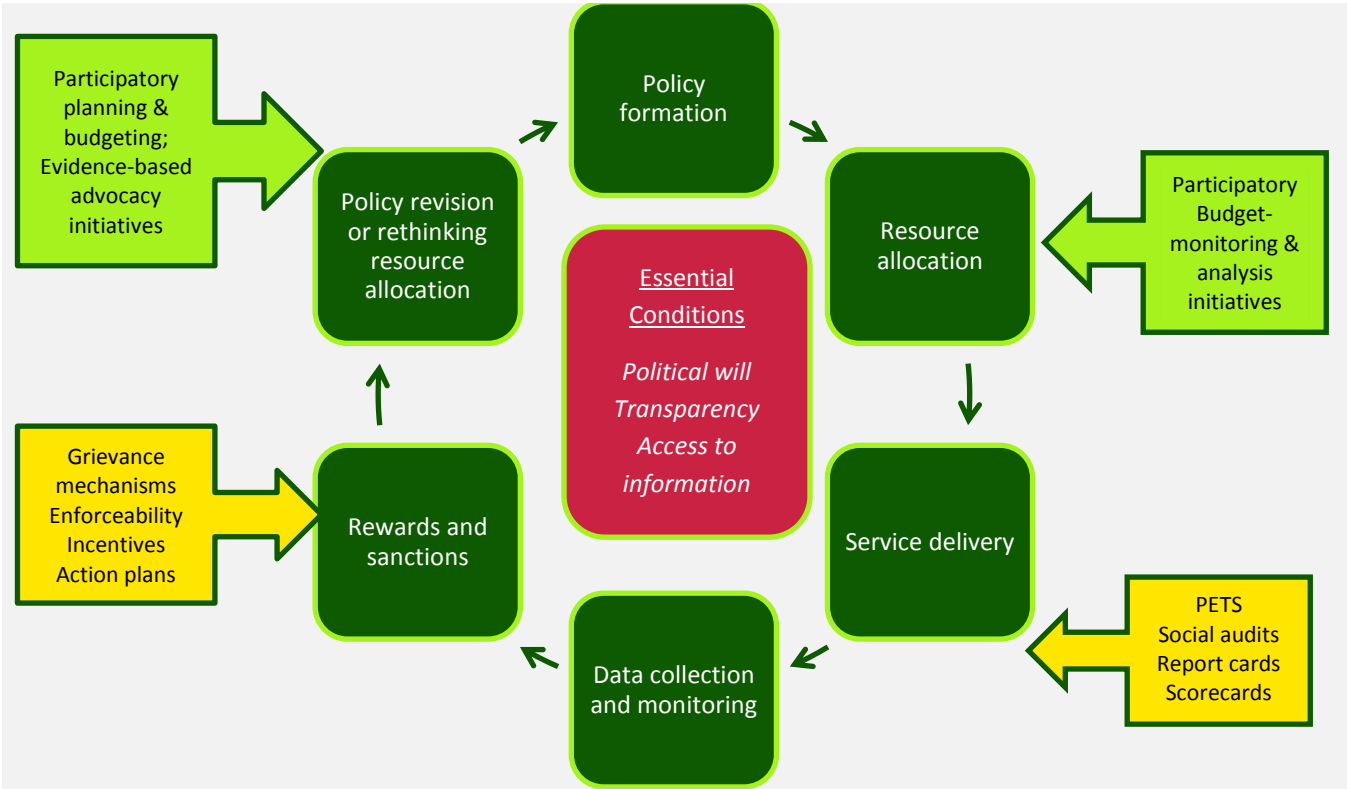 Participatory
planning &
budgeting;
Evidence-based
advocacy
initiatives
Policy
formation
Policy revision
or rethinking
resource
allocation
Essential
Conditions
Political will
Transparency
Access to
information
Resource
allocation
Participatory
Budget-
monitoring &
analysis
initiatives
Grievance
mechanisms
Enforceability
Incentives
Action plans
Rewards and
sanctions
Service delivery
Data collection
and monitoring
PETS
Social audits
Report cards
Scorecards